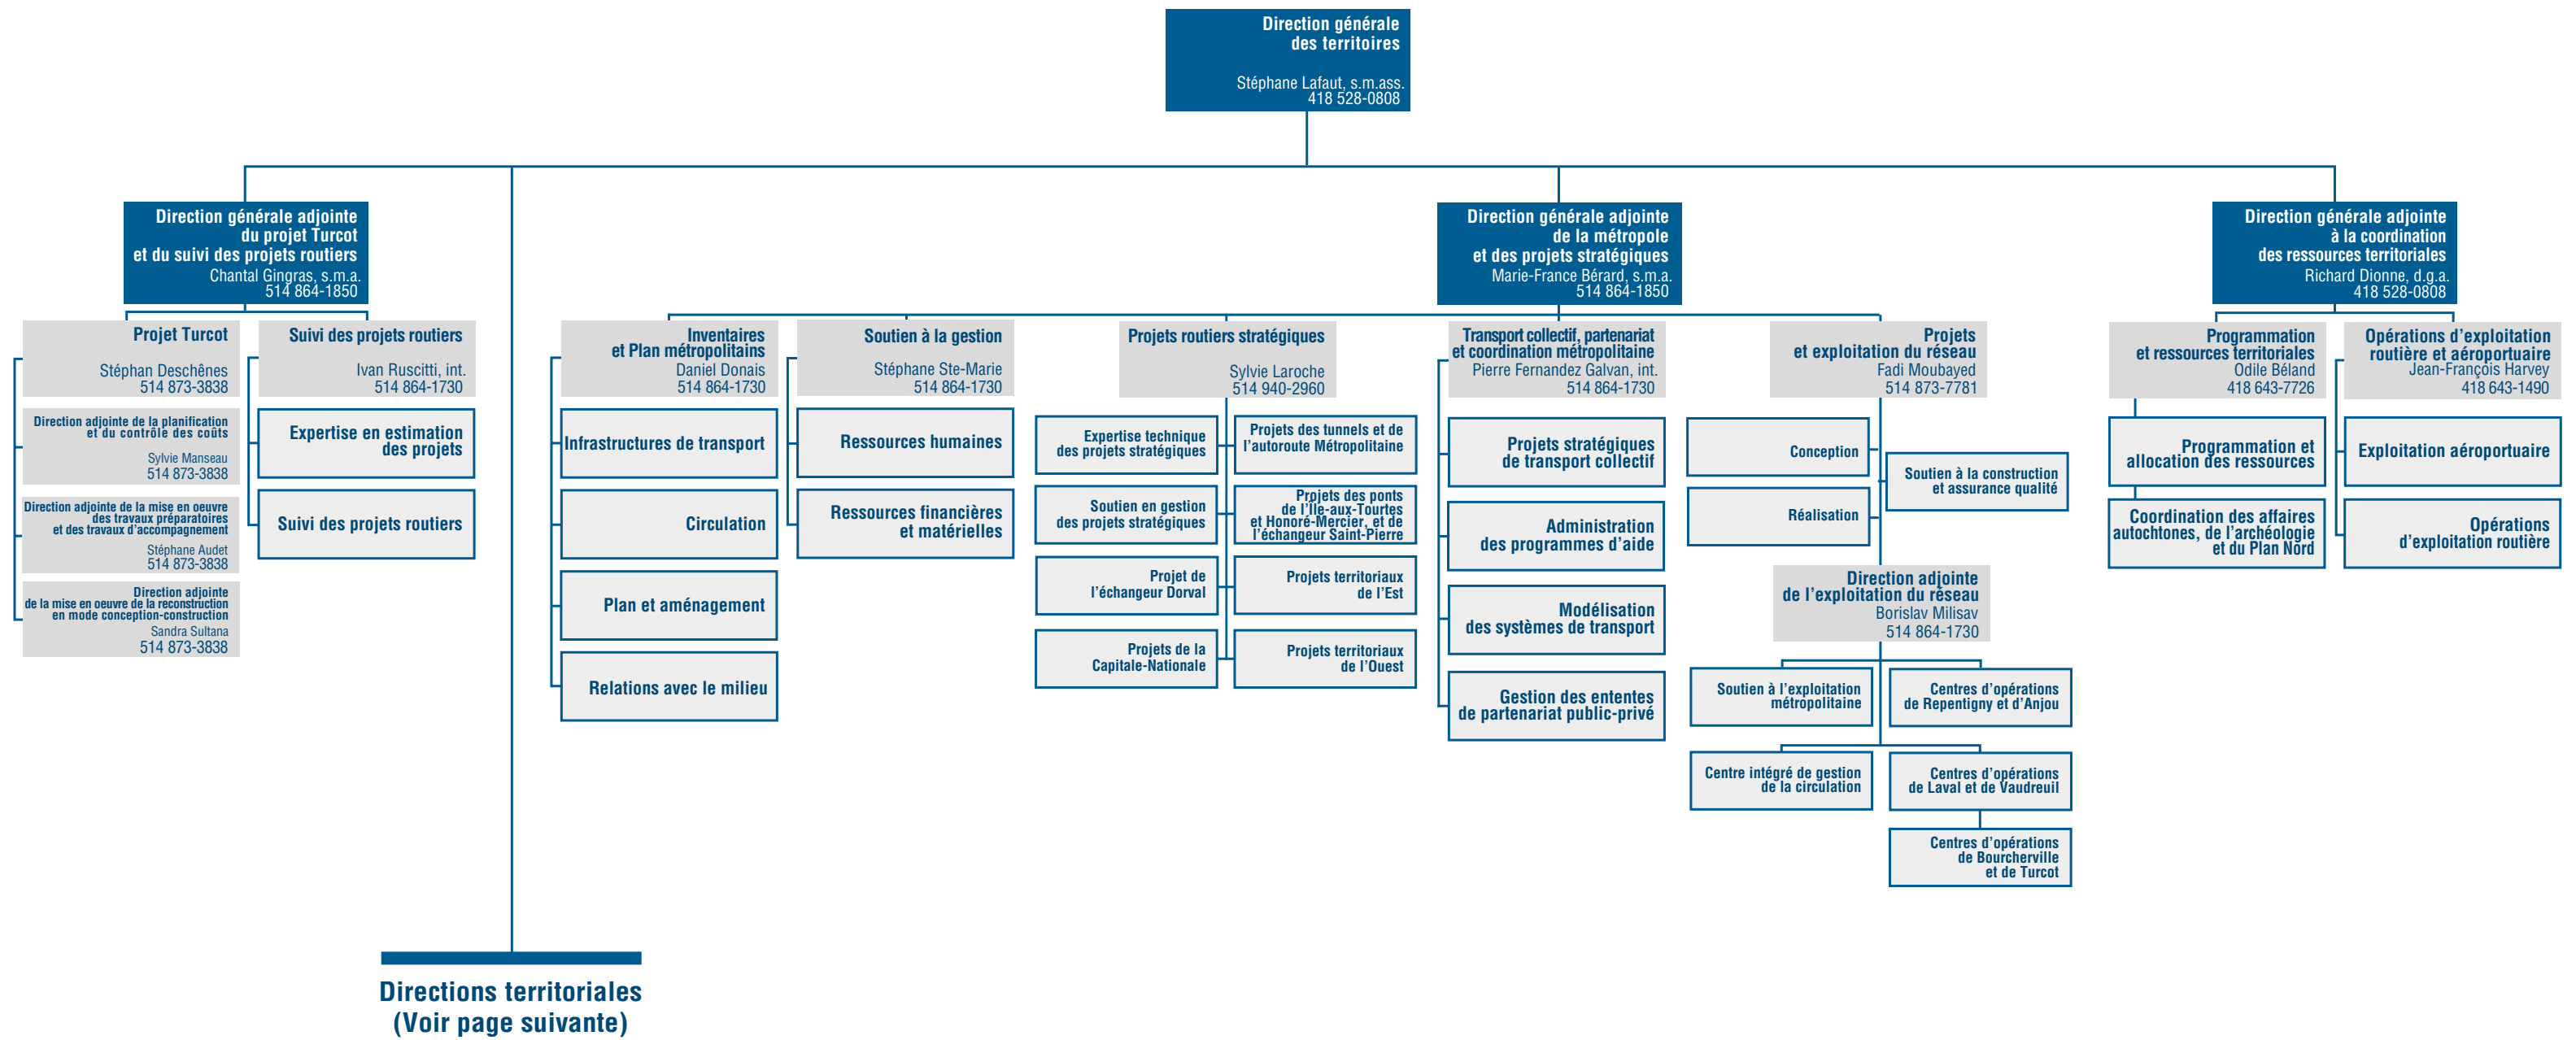 Direction générale
des territoires
Stéphane Lafaut, s.m.ass.
418 528-0808
Direction générale adjointe
du projet Turcot
et du suivi des projets routiers
Chantal Gingras, s.m.a.
514 864-1850
Projet Turcot
Stéphan Deschênes
514 873-3838
Direction adjointe de la planification
et du contrôle des coûts
Sylvie Manseau
514 873-3838
Direction adjointe de la mise en oeuvre
des travaux préparatoires
et des travaux d'accompagnement
Stéphane Audet
514 873-3838
Direction adjointe
de la mise en oeuvre de la reconstruction
en mode conception-construction
Sandra Sultana
514 873-3838
Suivi des projets routiers
Ivan Ruscitti, int.
514 864-1730
Expertise en estimation
des projets
Suivi des projets routiers
Directions territoriales
(Voir page suivante)
Direction générale adjointe
de la métropole
et des projets stratégiques
Marie-France Bérard, s.m.a.
514 864-1850
Inventaires
et Plan métropolitains
Daniel Donais
514 864-1730
Infrastructures de transport
Circulation
Plan et aménagement
Relations avec le milieu
Soutien à la gestion
Stéphane Ste-Marie
514 864-1730
Ressources humaines
Ressources financières
et matérielles
Projets routiers stratégiques
Sylvie Laroche
514 940-2960
Expertise technique
des projets stratégiques
Projets des tunnels et de
l'autoroute Métropolitaine
Soutien en gestion
des projets stratégiques
Projets des ponts
de l'Île-aux-Tourtes
et Honoré-Mercier, et de
l'échangeur Saint-Pierre
Projet de
l'échangeur Dorval
Projets territoriaux
de l'Est
Projets de la
Capitale-Nationale
Projets territoriaux
de l'Ouest
Transport collectif, partenariat
et coordination métropolitaine
Pierre Fernandez Galvan, int.
514 864-1730
Projets stratégiques
de transport collectif
Administration
des programmes d'aide
Modélisation
des systèmes de transport
Gestion des ententes
de partenariat public-privé
Projets
et exploitation du réseau
Fadi Moubayed
514 873-7781
Conception
Soutien à la construction
et assurance qualité
Réalisation
Direction adjointe
de l'exploitation du réseau
Borislav Milisav
514 864-1730
Soutien à l'exploitation
métropolitaine
Centres d'opérations
de Repentigny et d'Anjou
Centre intégré de gestion
de la circulation
Centres d'opérations
de Laval et de Vaudreuil
Centres d'opérations
de Bourcherville
et de Turcot
Direction générale adjointe
à la coordination
des ressources territoriales
Richard Dionne, d.g.a.
418 528-0808
Programmation
et ressources territoriales
Odile Béland
418 643-7726
Programmation et
allocation des ressources
Coordination des affaires
autochtones, de l'archéologie
et du Plan Nord
Opérations d'exploitation
routière et aéroportuaire
Jean-François Harvey
418 643-1490
Exploitation aéroportuaire
Opérations
d'exploitation routière